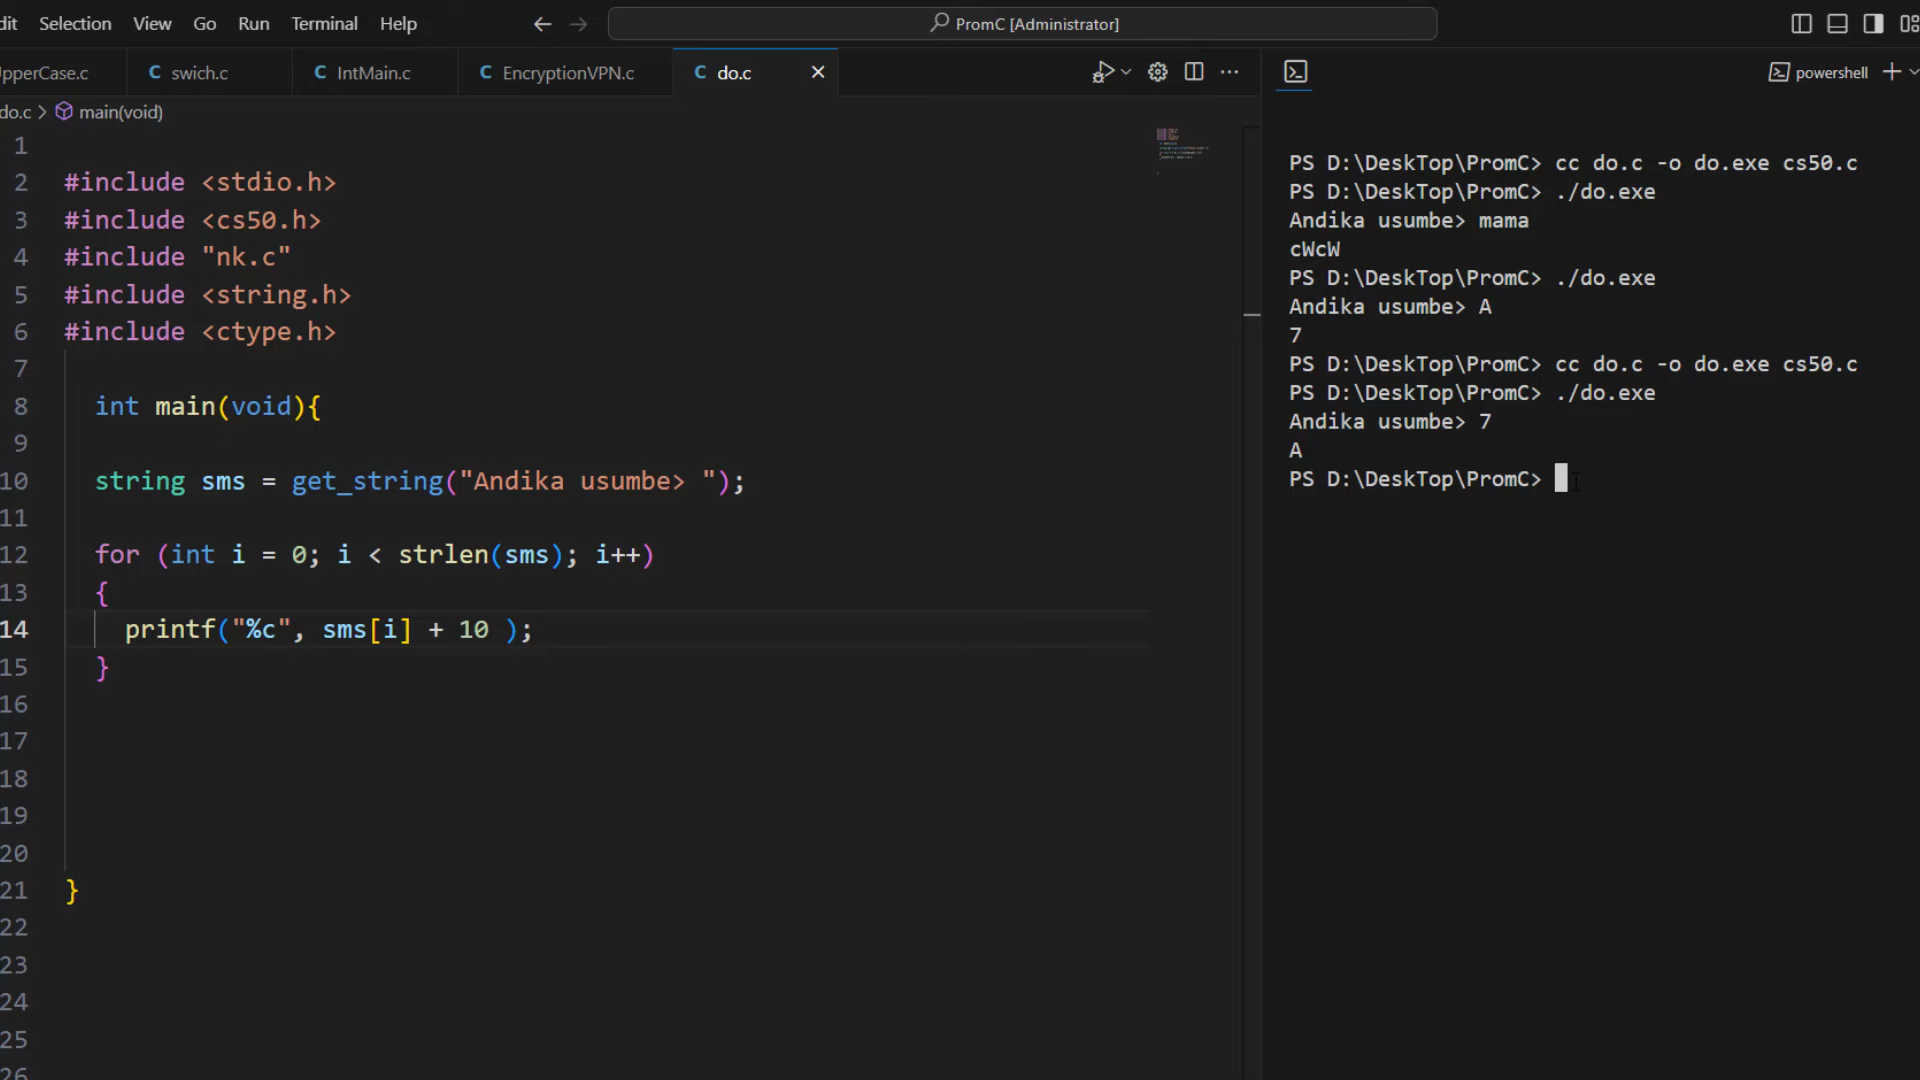 dit Selection View Go Run Terminal Help PromC [Administrator]
pperCase.c swich.c IntMain.c EncryptionVPN.c do.c powershell
do.c > main(void)
1
2 #include <stdio.h>
3 #include <cs50.h>
4 #include "nk.c"
5 #include <string.h>
6 #include <ctype.h>
7
8 int main(void){
9
10 string sms = get_string("Andika usumbe> ");
11
12 for (int i = 0; i < strlen(sms); i++)
13 {
14 printf("%c", sms[i] + 10 );
15 }
16
17
18
19
20
21 }
22
23
24
25
26
PS D:\DeskTop\PromC> cc do.c -o do.exe cs50.c
PS D:\DeskTop\PromC> ./do.exe
Andika usumbe> mama
cWcW
PS D:\DeskTop\PromC> ./do.exe
Andika usumbe> A
7
PS D:\DeskTop\PromC> cc do.c -o do.exe cs50.c
PS D:\DeskTop\PromC> ./do.exe
Andika usumbe> 7
A
PS D:\DeskTop\PromC>